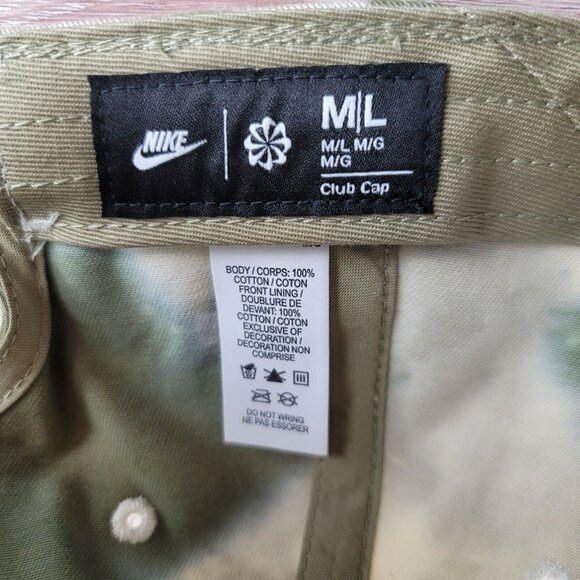 NIKE
M|L
M/L M/G
M/G
Club Cap
BODY / CORPS: 100%
COTTON / COTON
FRONT LINING /
DOUBLURE DE
DEVANT: 100%
COTTON / COTON
EXCLUSIVE OF
DECORATION /
DECORATION NON
COMPRISE
DO NOT WRING
NE PAS ESSORER